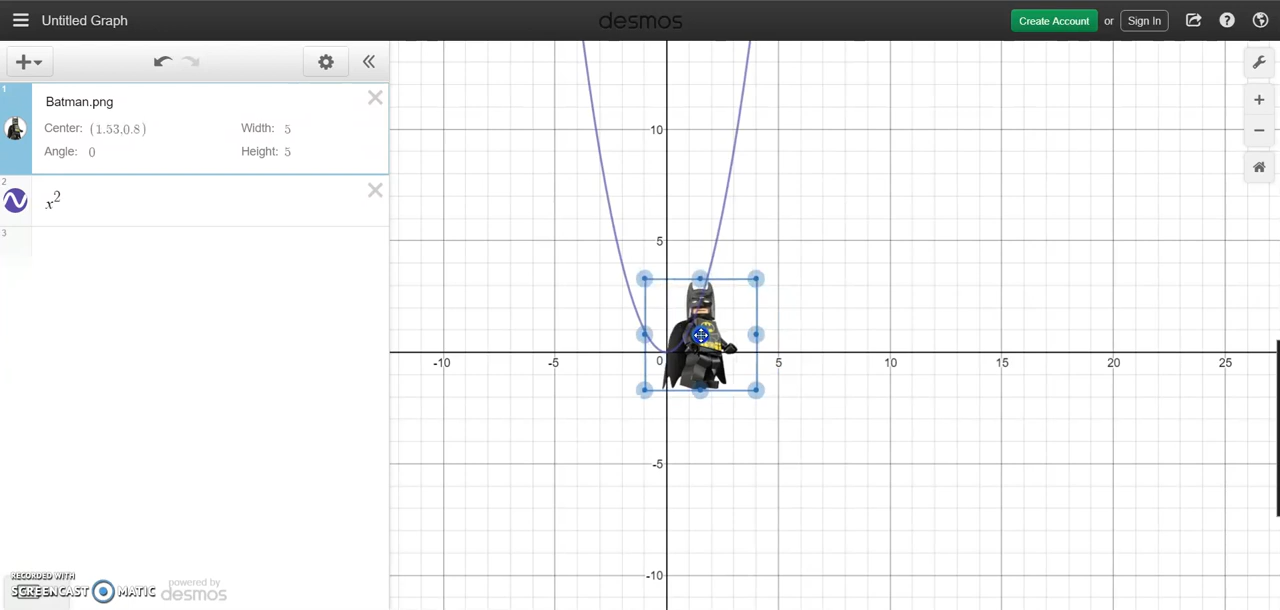 Untitled Graph
desmos
Create Account or Sign In
1
Batman.png
Center: (1.53,0.8) Width: 5
Angle: 0 Height: 5
2
x²
3
10
5
-10 -5 0 5 10 15 20 25
-5
-10
RECORDED WITH
SCREENCAST MATIC
powered by
desmos